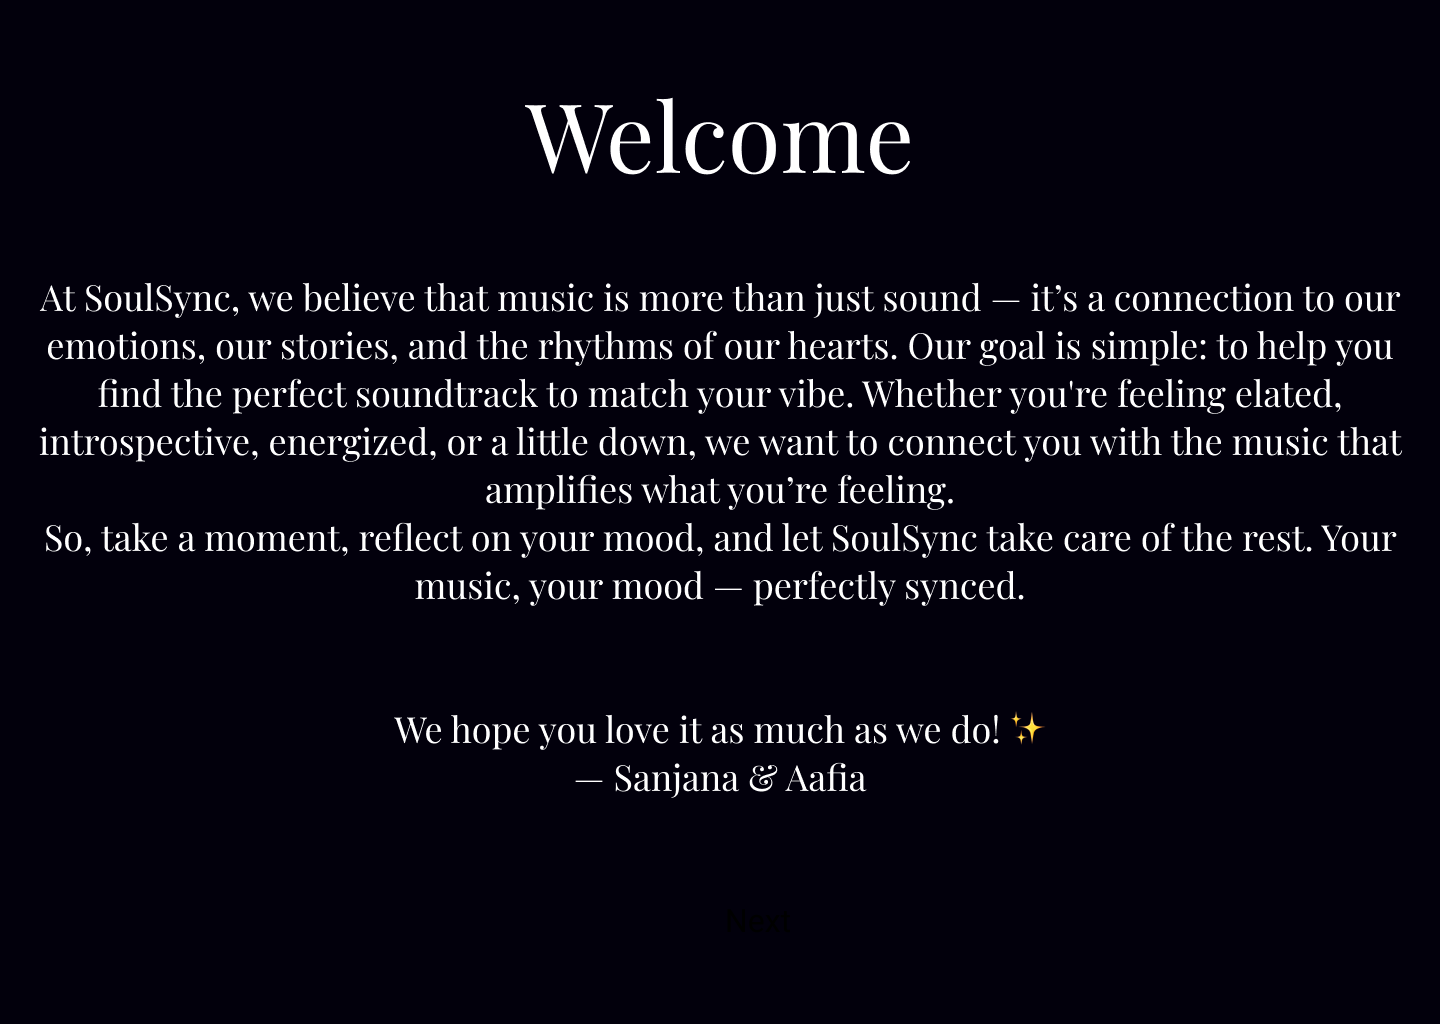 Welcome
At SoulSync, we believe that music is more than just sound — it’s a connection to our
emotions, our stories, and the rhythms of our hearts. Our goal is simple: to help you
find the perfect soundtrack to match your vibe. Whether you're feeling elated,
introspective, energized, or a little down, we want to connect you with the music that
amplifies what you’re feeling.
So, take a moment, reflect on your mood, and let SoulSync take care of the rest. Your
music, your mood — perfectly synced.
We hope you love it as much as we do! ✨
— Sanjana & Aafia
Next